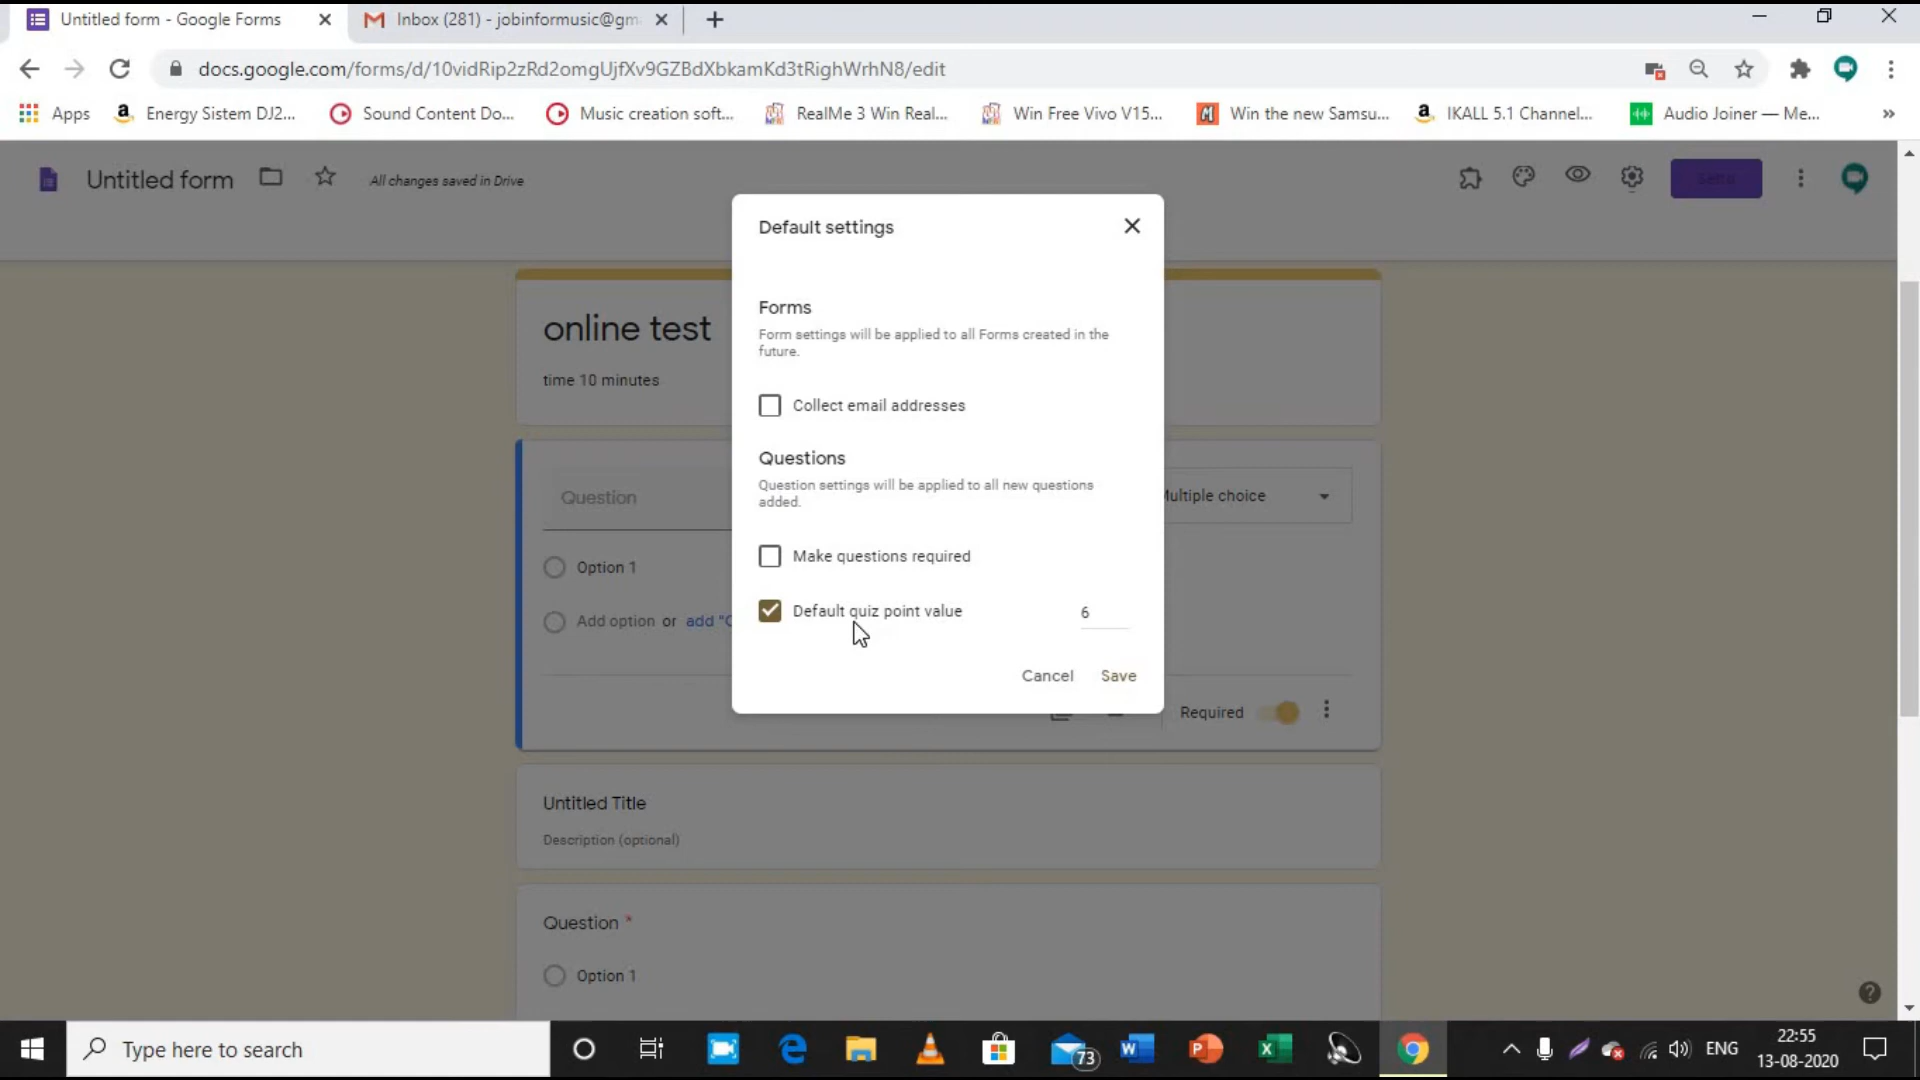 Untitled form - Google Forms
Inbox (281) - jobinformusic@gm
docs.google.com/forms/d/10vidRip2zRd2omgUjfXv9GZBdXbkamKd3tRighWrhN8/edit
Apps
Energy Sistem DJ2...
Sound Content Do...
Music creation soft...
RealMe 3 Win Real...
Win Free Vivo V15...
Win the new Samsu...
IKALL 5.1 Channel...
Audio Joiner — Me...
Untitled form
All changes saved in Drive
Send
Default settings
Forms
Form settings will be applied to all Forms created in the
future.
Collect email addresses
Questions
Question settings will be applied to all new questions
added.
Make questions required
Default quiz point value
6
Cancel
Save
online test
time 10 minutes
Question
Multiple choice
Option 1
Add option or add "O
Required
Untitled Title
Description (optional)
Question *
Option 1
Type here to search
73
ENG
22:55
13-08-2020